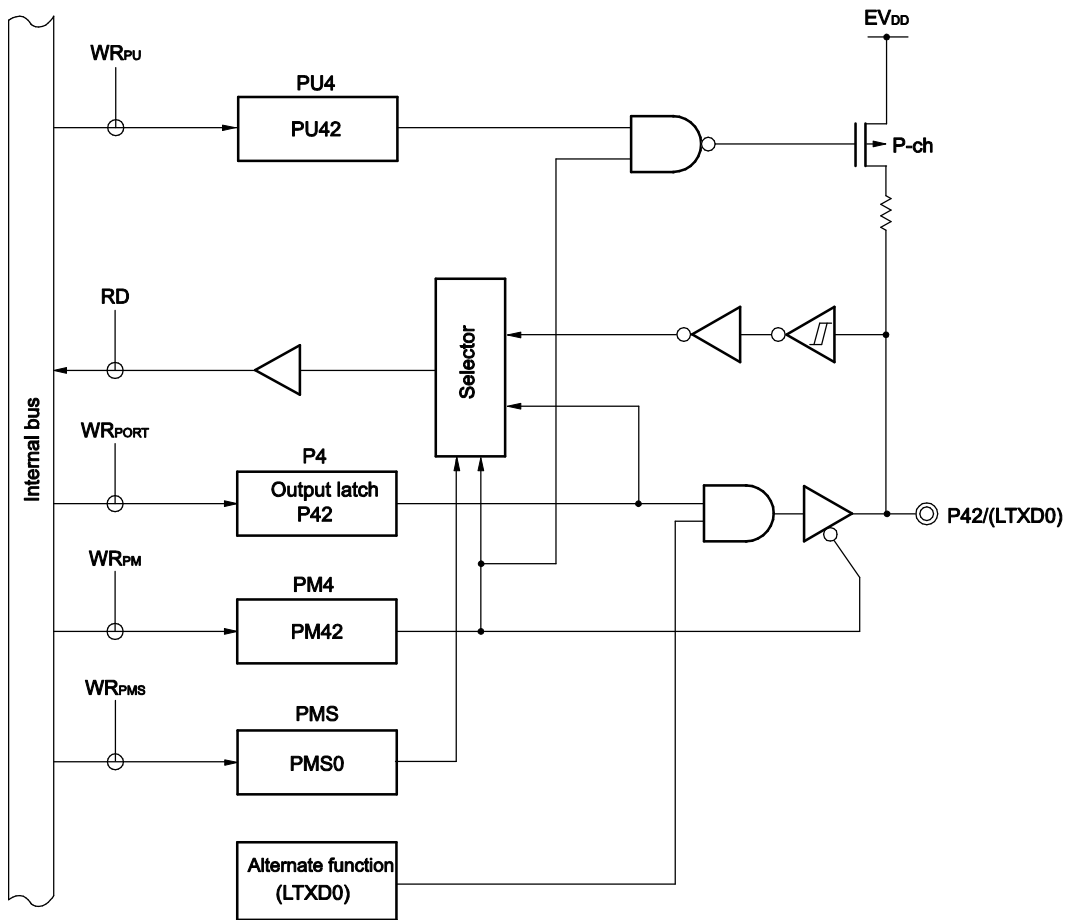 EVDD
WRPU
PU4
PU42
P-ch
RD
Selector
Internal bus
WRPORT
P4
Output latch
P42
P42/(LTXD0)
WRPM
PM4
PM42
WRPMS
PMS
PMS0
Alternate function
(LTXD0)